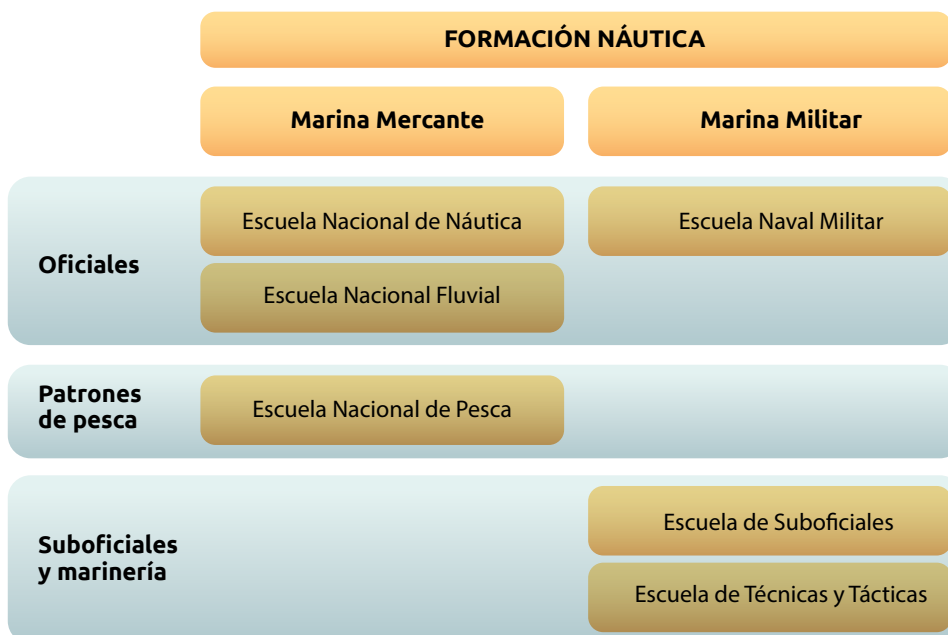 FORMACIÓN NÁUTICA
Marina Mercante
Marina Militar
Oficiales
Escuela Nacional de Náutica
Escuela Naval Militar
Escuela Nacional Fluvial
Patrones
de pesca
Escuela Nacional de Pesca
Suboficiales
y marinería
Escuela de Suboficiales
Escuela de Técnicas y Tácticas